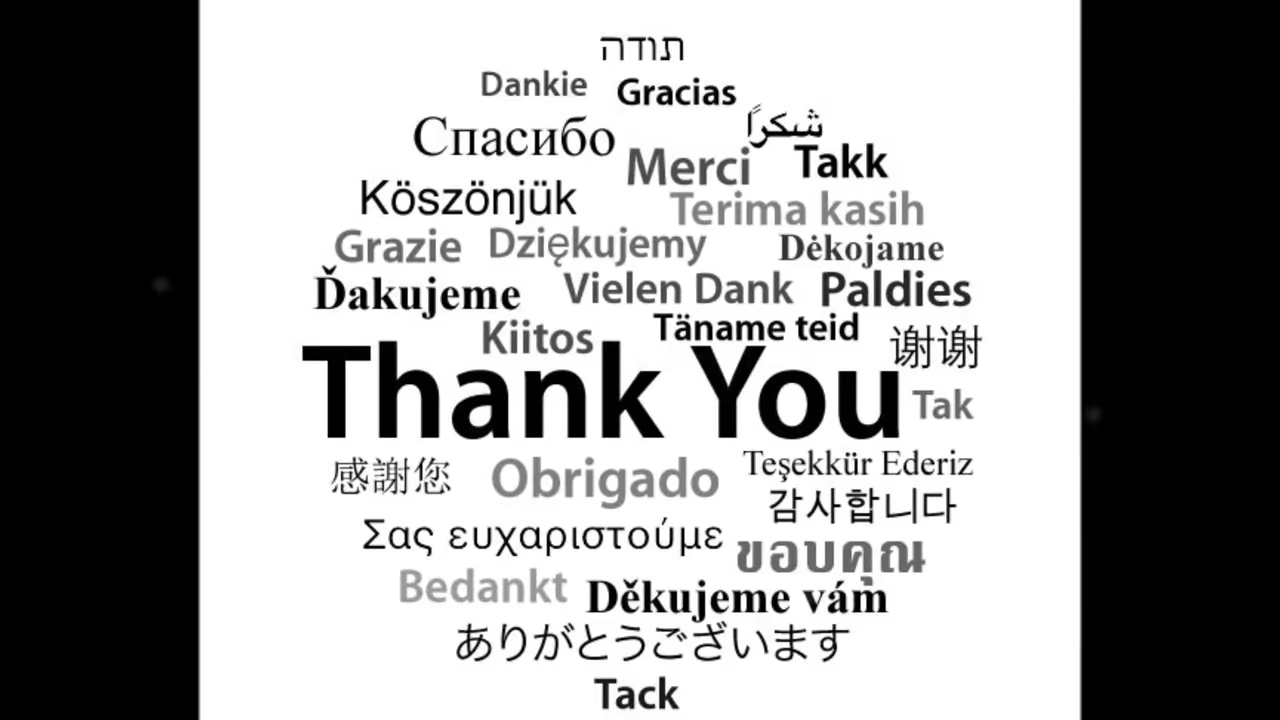 תודה
Dankie
Gracias
Спасибо
شكراً
Merci
Takk
Köszönjük
Terima kasih
Grazie
Dziękujemy
Dėkojame
Ďakujeme
Vielen Dank
Paldies
Kiitos
Täname teid
谢谢
Thank You
Tak
感謝您
Obrigado
Teşekkür Ederiz
감사합니다
Σας ευχαριστούμε
ขอบคุณ
Bedankt
Děkujeme vám
ありがとうございます
Tack